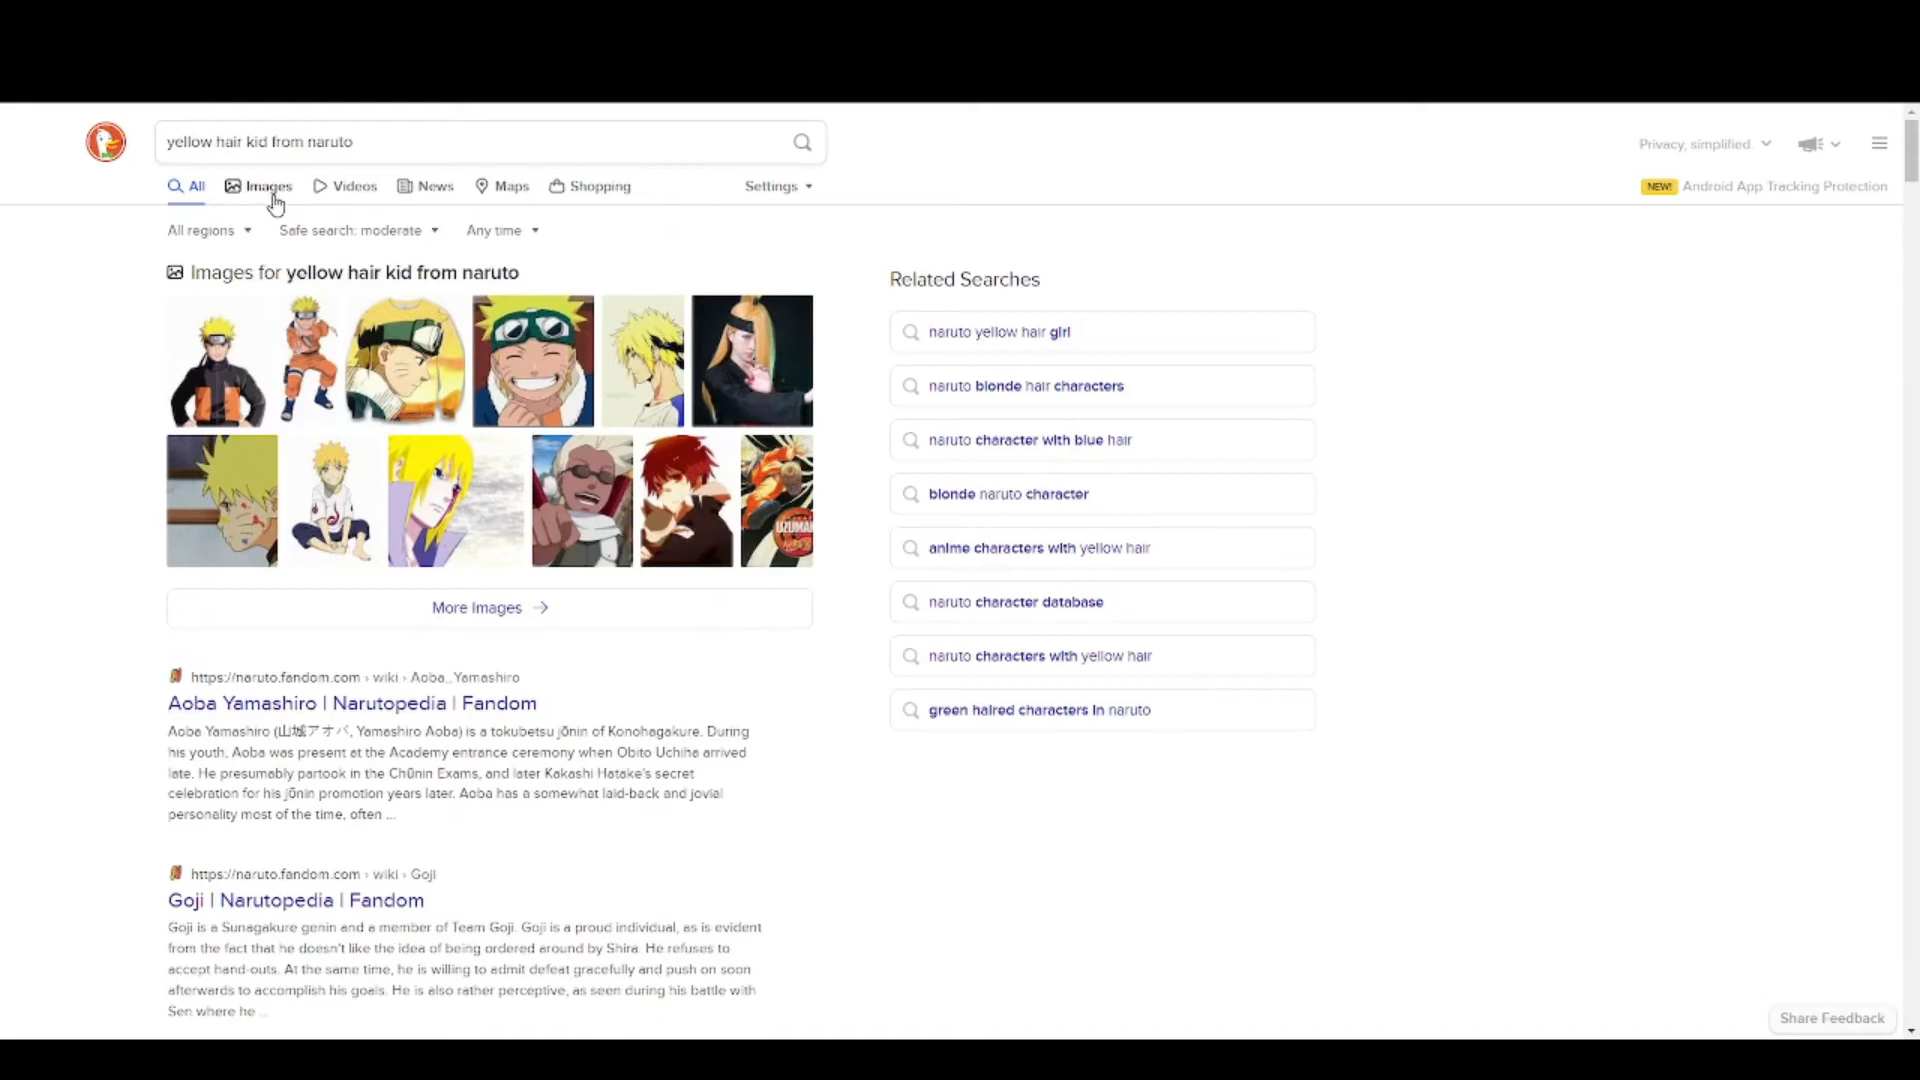 yellow hair kid from naruto
Privacy, simplified.
All Images Videos News Maps Shopping Settings
NEW! Android App Tracking Protection
All regions Safe search: moderate Any time
Images for yellow hair kid from naruto
UZUMAKI
More Images
https://naruto.fandom.com › wiki › Aoba_Yamashiro
Aoba Yamashiro | Narutopedia | Fandom
Aoba Yamashiro (山城アオバ, Yamashiro Aoba) is a tokubetsu jōnin of Konohagakure. During
his youth, Aoba was present at the Academy entrance ceremony when Obito Uchiha arrived
late. He presumably partook in the Chūnin Exams, and later Kakashi Hatake's secret
celebration for his jōnin promotion years later. Aoba has a somewhat laid-back and jovial
personality most of the time, often ...
https://naruto.fandom.com › wiki › Goji
Goji | Narutopedia | Fandom
Goji is a Sunagakure genin and a member of Team Goji. Goji is a proud individual, as is evident
from the fact that he doesn't like the idea of being ordered around by Shira. He refuses to
accept hand-outs. At the same time, he is willing to admit defeat gracefully and push on soon
afterwards to accomplish his goals. He is also rather perceptive, as seen during his battle with
Sen where he ...
Related Searches
naruto yellow hair girl
naruto blonde hair characters
naruto character with blue hair
blonde naruto character
anime characters with yellow hair
naruto character database
naruto characters with yellow hair
green haired characters in naruto
Share Feedback